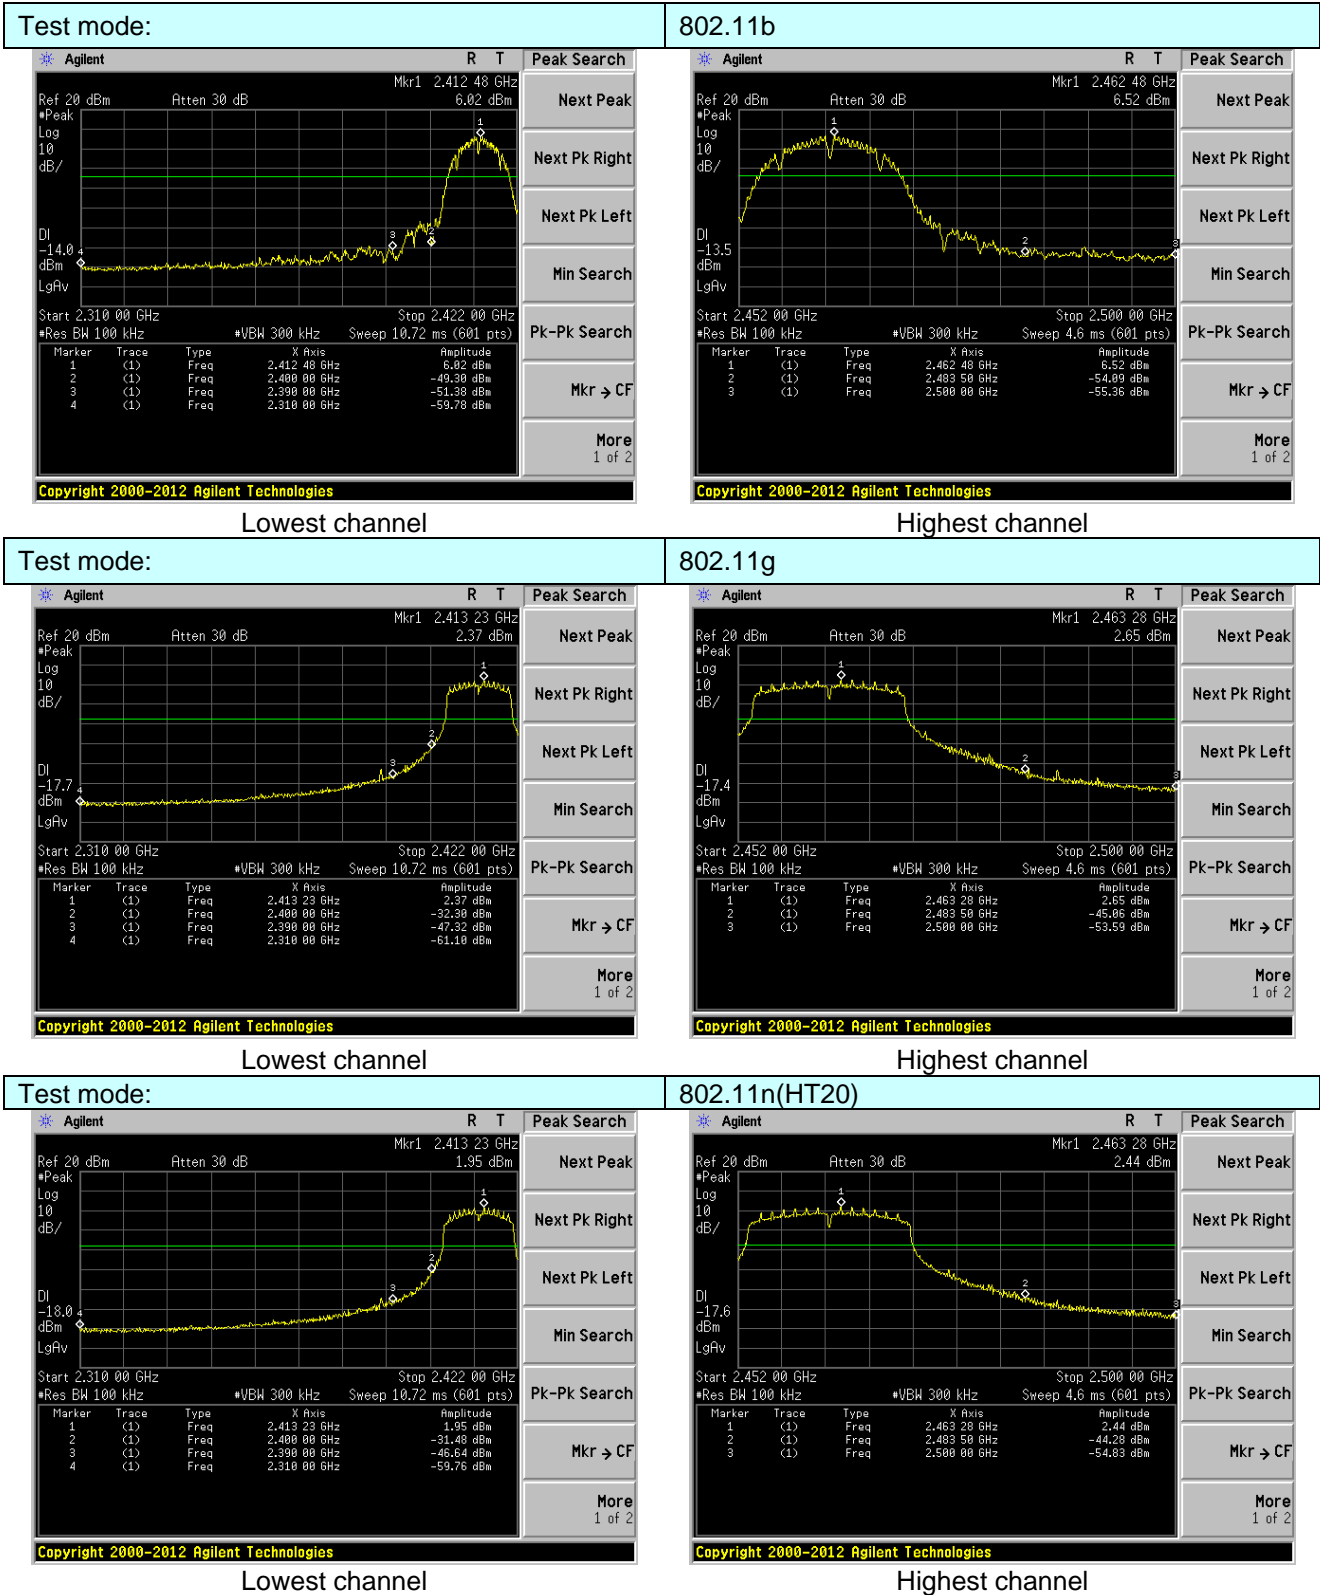 Test mode: 802.11b
Agilent R T Peak Search
Mkr1 2.412 48 GHz
Ref 20 dBm Atten 30 dB 6.02 dBm
#Peak
Log
10
dB/
1
3
2
4
DI
-14.0
dBm
LgAv
Start 2.310 00 GHz Stop 2.422 00 GHz
#Res BW 100 kHz #VBW 300 kHz Sweep 10.72 ms (601 pts)
Marker Trace Type X Axis Amplitude
1 (1) Freq 2.412 48 GHz 6.02 dBm
2 (1) Freq 2.400 00 GHz -49.30 dBm
3 (1) Freq 2.390 00 GHz -51.38 dBm
4 (1) Freq 2.310 00 GHz -59.78 dBm
Next Peak
Next Pk Right
Next Pk Left
Min Search
Pk-Pk Search
Mkr → CF
More
1 of 2
Copyright 2000-2012 Agilent Technologies
Lowest channel
Agilent R T Peak Search
Mkr1 2.462 48 GHz
Ref 20 dBm Atten 30 dB 6.52 dBm
#Peak
Log
10
dB/
1
2
3
DI
-13.5
dBm
LgAv
Start 2.452 00 GHz Stop 2.500 00 GHz
#Res BW 100 kHz #VBW 300 kHz Sweep 4.6 ms (601 pts)
Marker Trace Type X Axis Amplitude
1 (1) Freq 2.462 48 GHz 6.52 dBm
2 (1) Freq 2.483 50 GHz -54.09 dBm
3 (1) Freq 2.500 00 GHz -55.36 dBm
Next Peak
Next Pk Right
Next Pk Left
Min Search
Pk-Pk Search
Mkr → CF
More
1 of 2
Copyright 2000-2012 Agilent Technologies
Highest channel
Test mode: 802.11g
Agilent R T Peak Search
Mkr1 2.413 23 GHz
Ref 20 dBm Atten 30 dB 2.37 dBm
#Peak
Log
10
dB/
1
2
3
4
DI
-17.7
dBm
LgAv
Start 2.310 00 GHz Stop 2.422 00 GHz
#Res BW 100 kHz #VBW 300 kHz Sweep 10.72 ms (601 pts)
Marker Trace Type X Axis Amplitude
1 (1) Freq 2.413 23 GHz 2.37 dBm
2 (1) Freq 2.400 00 GHz -32.30 dBm
3 (1) Freq 2.390 00 GHz -47.32 dBm
4 (1) Freq 2.310 00 GHz -61.10 dBm
Next Peak
Next Pk Right
Next Pk Left
Min Search
Pk-Pk Search
Mkr → CF
More
1 of 2
Copyright 2000-2012 Agilent Technologies
Lowest channel
Agilent R T Peak Search
Mkr1 2.463 28 GHz
Ref 20 dBm Atten 30 dB 2.65 dBm
#Peak
Log
10
dB/
1
2
3
DI
-17.4
dBm
LgAv
Start 2.452 00 GHz Stop 2.500 00 GHz
#Res BW 100 kHz #VBW 300 kHz Sweep 4.6 ms (601 pts)
Marker Trace Type X Axis Amplitude
1 (1) Freq 2.463 28 GHz 2.65 dBm
2 (1) Freq 2.483 50 GHz -45.06 dBm
3 (1) Freq 2.500 00 GHz -53.59 dBm
Next Peak
Next Pk Right
Next Pk Left
Min Search
Pk-Pk Search
Mkr → CF
More
1 of 2
Copyright 2000-2012 Agilent Technologies
Highest channel
Test mode: 802.11n(HT20)
Agilent R T Peak Search
Mkr1 2.413 23 GHz
Ref 20 dBm Atten 30 dB 1.95 dBm
#Peak
Log
10
dB/
1
2
3
4
DI
-18.0
dBm
LgAv
Start 2.310 00 GHz Stop 2.422 00 GHz
#Res BW 100 kHz #VBW 300 kHz Sweep 10.72 ms (601 pts)
Marker Trace Type X Axis Amplitude
1 (1) Freq 2.413 23 GHz 1.95 dBm
2 (1) Freq 2.400 00 GHz -31.48 dBm
3 (1) Freq 2.390 00 GHz -46.64 dBm
4 (1) Freq 2.310 00 GHz -59.76 dBm
Next Peak
Next Pk Right
Next Pk Left
Min Search
Pk-Pk Search
Mkr → CF
More
1 of 2
Copyright 2000-2012 Agilent Technologies
Lowest channel
Agilent R T Peak Search
Mkr1 2.463 28 GHz
Ref 20 dBm Atten 30 dB 2.44 dBm
#Peak
Log
10
dB/
1
2
3
DI
-17.6
dBm
LgAv
Start 2.452 00 GHz Stop 2.500 00 GHz
#Res BW 100 kHz #VBW 300 kHz Sweep 4.6 ms (601 pts)
Marker Trace Type X Axis Amplitude
1 (1) Freq 2.463 28 GHz 2.44 dBm
2 (1) Freq 2.483 50 GHz -44.28 dBm
3 (1) Freq 2.500 00 GHz -54.83 dBm
Next Peak
Next Pk Right
Next Pk Left
Min Search
Pk-Pk Search
Mkr → CF
More
1 of 2
Copyright 2000-2012 Agilent Technologies
Highest channel